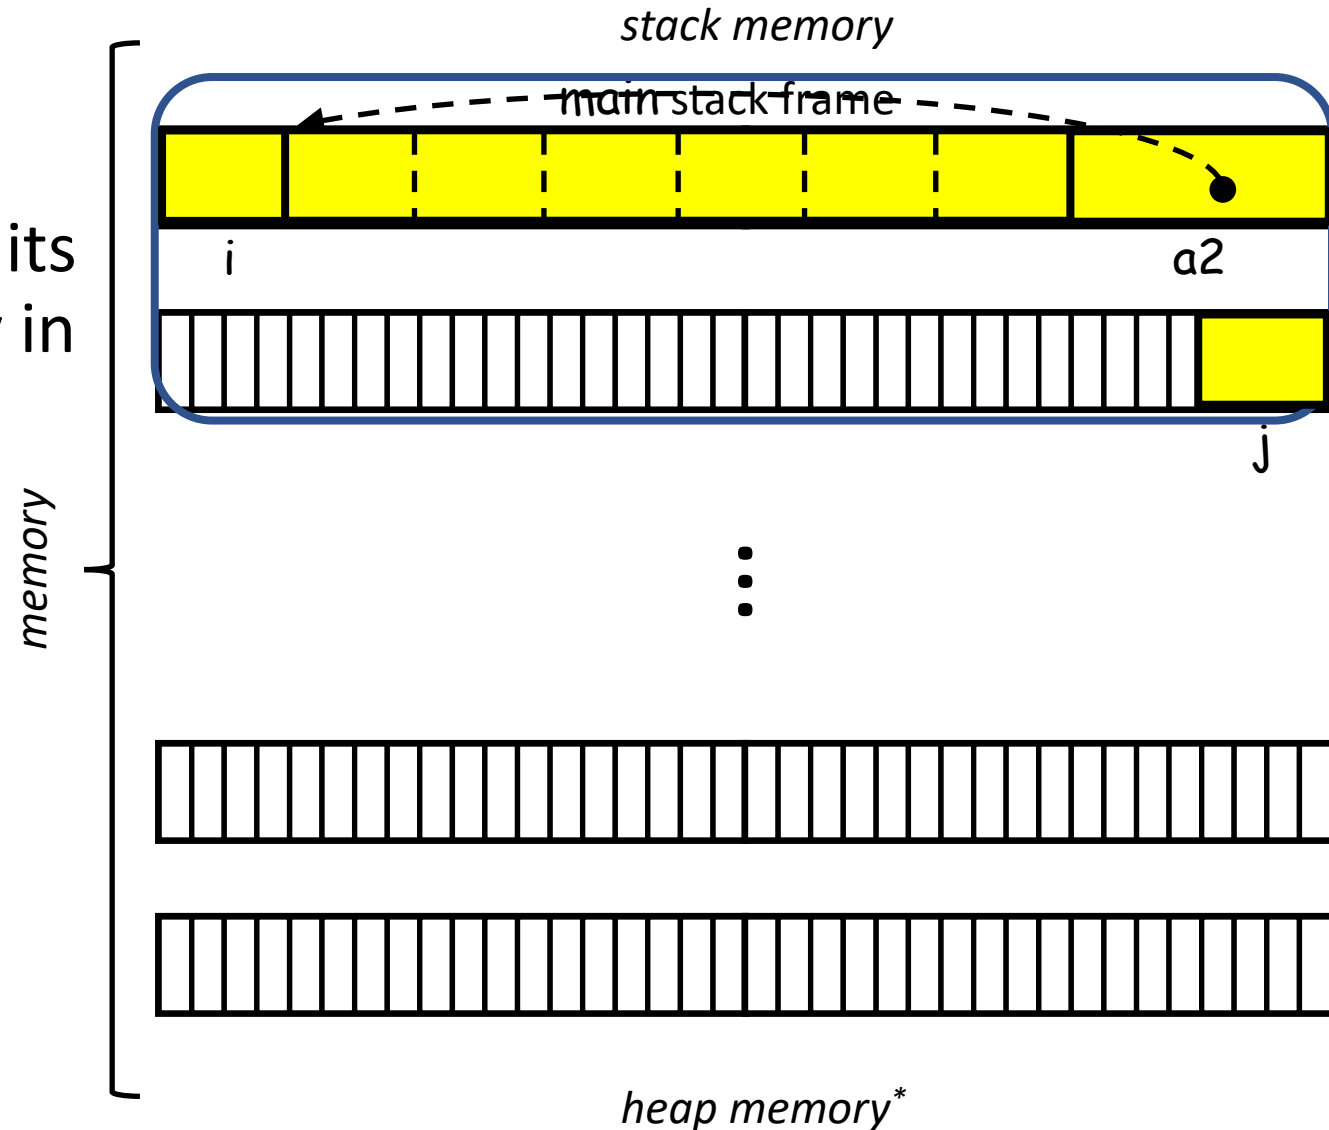 stack memory
main stack frame
its
i
a2
in
j
memory
heap memory*